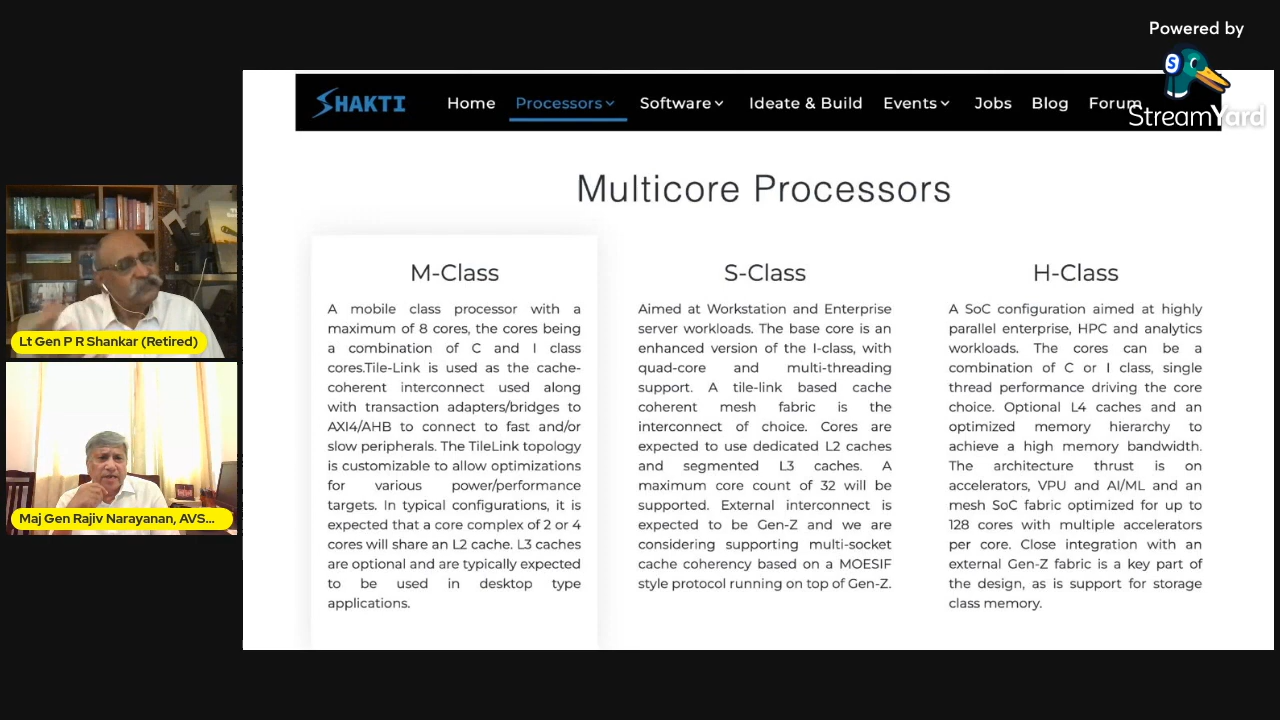 Powered by
StreamYard
SHAKTI
Home Processors Software Ideate & Build Events Jobs Blog Forum
Multicore Processors
M-Class
A mobile class processor with a
maximum of 8 cores, the cores being
a combination of C and I class
cores.Tile-Link is used as the cache-
coherent interconnect used along
with transaction adapters/bridges to
AXI4/AHB to connect to fast and/or
slow peripherals. The TileLink topology
is customizable to allow optimizations
for various power/performance
targets. In typical configurations, it is
expected that a core complex of 2 or 4
cores will share an L2 cache. L3 caches
are optional and are typically expected
to be used in desktop type
applications.
S-Class
Aimed at Workstation and Enterprise
server workloads. The base core is an
enhanced version of the I-class, with
quad-core and multi-threading
support. A tile-link based cache
coherent mesh fabric is the
interconnect of choice. Cores are
expected to use dedicated L2 caches
and segmented L3 caches. A
maximum core count of 32 will be
supported. External interconnect is
expected to be Gen-Z and we are
considering supporting multi-socket
cache coherency based on a MOESIF
style protocol running on top of Gen-Z.
H-Class
A SoC configuration aimed at highly
parallel enterprise, HPC and analytics
workloads. The cores can be a
combination of C or I class, single
thread performance driving the core
choice. Optional L4 caches and an
optimized memory hierarchy to
achieve a high memory bandwidth.
The architecture thrust is on
accelerators, VPU and AI/ML and an
mesh SoC fabric optimized for up to
128 cores with multiple accelerators
per core. Close integration with an
external Gen-Z fabric is a key part of
the design, as is support for storage
class memory.
Lt Gen P R Shankar (Retired)
Maj Gen Rajiv Narayanan, AVS...